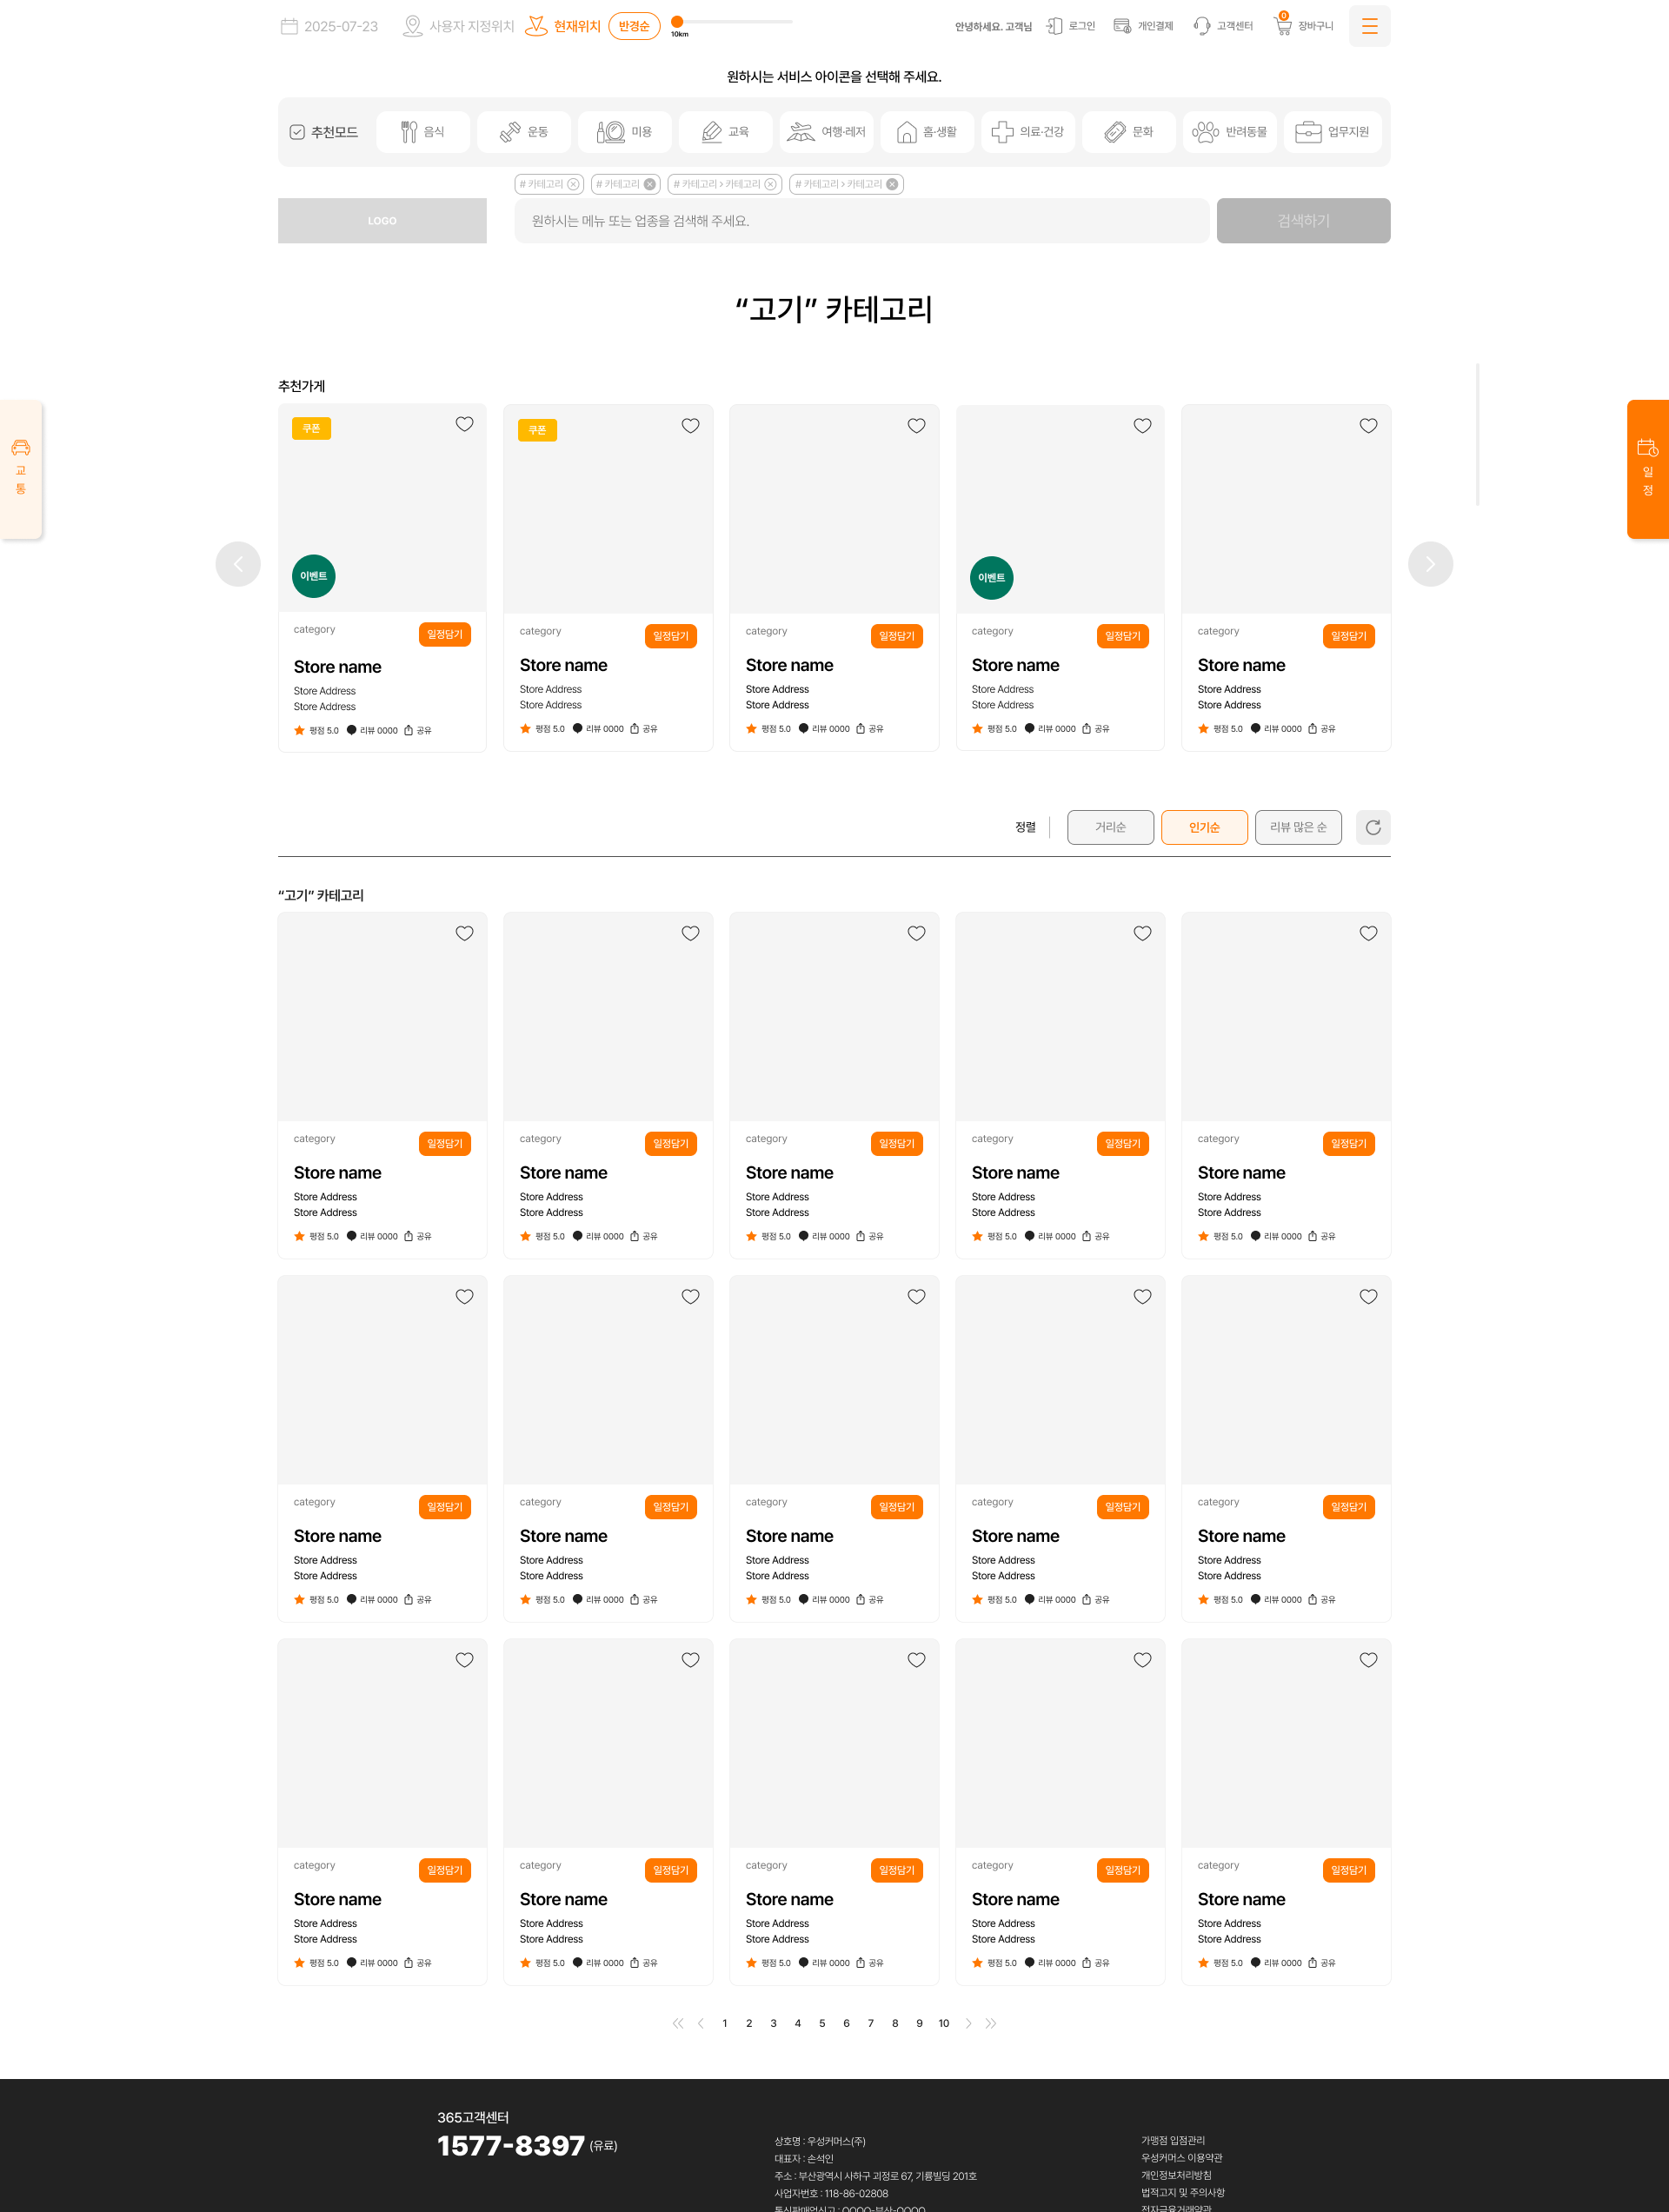 2025-07-23 사용자 지정위치 현재위치 반경순 10km 안녕하세요. 고객님 로그인 개인결제 고객센터 0 장바구니
원하시는 서비스 아이콘을 선택해 주세요.
추천모드 음식 운동 미용 교육 여행·레저 홈·생활 의료·건강 문화 반려동물 업무지원
# 카테고리 # 카테고리 # 카테고리 > 카테고리 # 카테고리 > 카테고리
LOGO 원하시는 메뉴 또는 업종을 검색해 주세요. 검색하기
“고기” 카테고리
추천가게
교통
일정
쿠폰 쿠폰
이벤트 이벤트
category 일정담기 category 일정담기 category 일정담기 category 일정담기 category 일정담기
Store name Store name Store name Store name Store name
Store Address Store Address Store Address Store Address Store Address
Store Address Store Address Store Address Store Address Store Address
평점 5.0 리뷰 0000 공유 평점 5.0 리뷰 0000 공유 평점 5.0 리뷰 0000 공유 평점 5.0 리뷰 0000 공유 평점 5.0 리뷰 0000 공유
정렬 거리순 인기순 리뷰 많은 순
“고기” 카테고리
category 일정담기 category 일정담기 category 일정담기 category 일정담기 category 일정담기
Store name Store name Store name Store name Store name
Store Address Store Address Store Address Store Address Store Address
Store Address Store Address Store Address Store Address Store Address
평점 5.0 리뷰 0000 공유 평점 5.0 리뷰 0000 공유 평점 5.0 리뷰 0000 공유 평점 5.0 리뷰 0000 공유 평점 5.0 리뷰 0000 공유
category 일정담기 category 일정담기 category 일정담기 category 일정담기 category 일정담기
Store name Store name Store name Store name Store name
Store Address Store Address Store Address Store Address Store Address
Store Address Store Address Store Address Store Address Store Address
평점 5.0 리뷰 0000 공유 평점 5.0 리뷰 0000 공유 평점 5.0 리뷰 0000 공유 평점 5.0 리뷰 0000 공유 평점 5.0 리뷰 0000 공유
category 일정담기 category 일정담기 category 일정담기 category 일정담기 category 일정담기
Store name Store name Store name Store name Store name
Store Address Store Address Store Address Store Address Store Address
Store Address Store Address Store Address Store Address Store Address
평점 5.0 리뷰 0000 공유 평점 5.0 리뷰 0000 공유 평점 5.0 리뷰 0000 공유 평점 5.0 리뷰 0000 공유 평점 5.0 리뷰 0000 공유
1 2 3 4 5 6 7 8 9 10
365고객센터
1577-8397 (유료)
상호명 : 우성커머스(주)
대표자 : 손석인
주소 : 부산광역시 사하구 괴정로 67, 기룡빌딩 201호
사업자번호 : 118-86-02808
통신판매업신고 : OOOO-부산-OOOO
가맹점 입점관리
우성커머스 이용약관
개인정보처리방침
법적고지 및 주의사항
전자금융거래약관